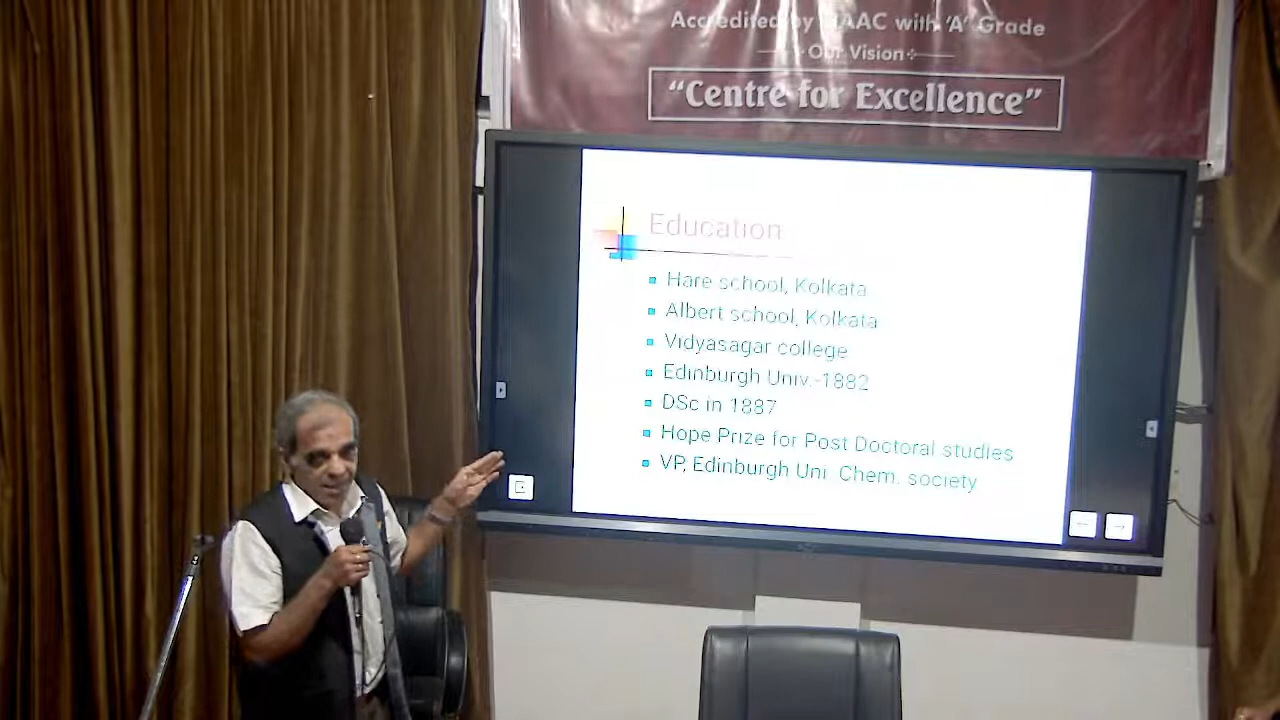 Accredited by NAAC with 'A' Grade
Our Vision
"Centre for Excellence"
Education
Hare school, Kolkata
Albert school, Kolkata
Vidyasagar college
Edinburgh Univ.-1882
DSc in 1887
Hope Prize for Post Doctoral studies
VP, Edinburgh Uni. Chem. society